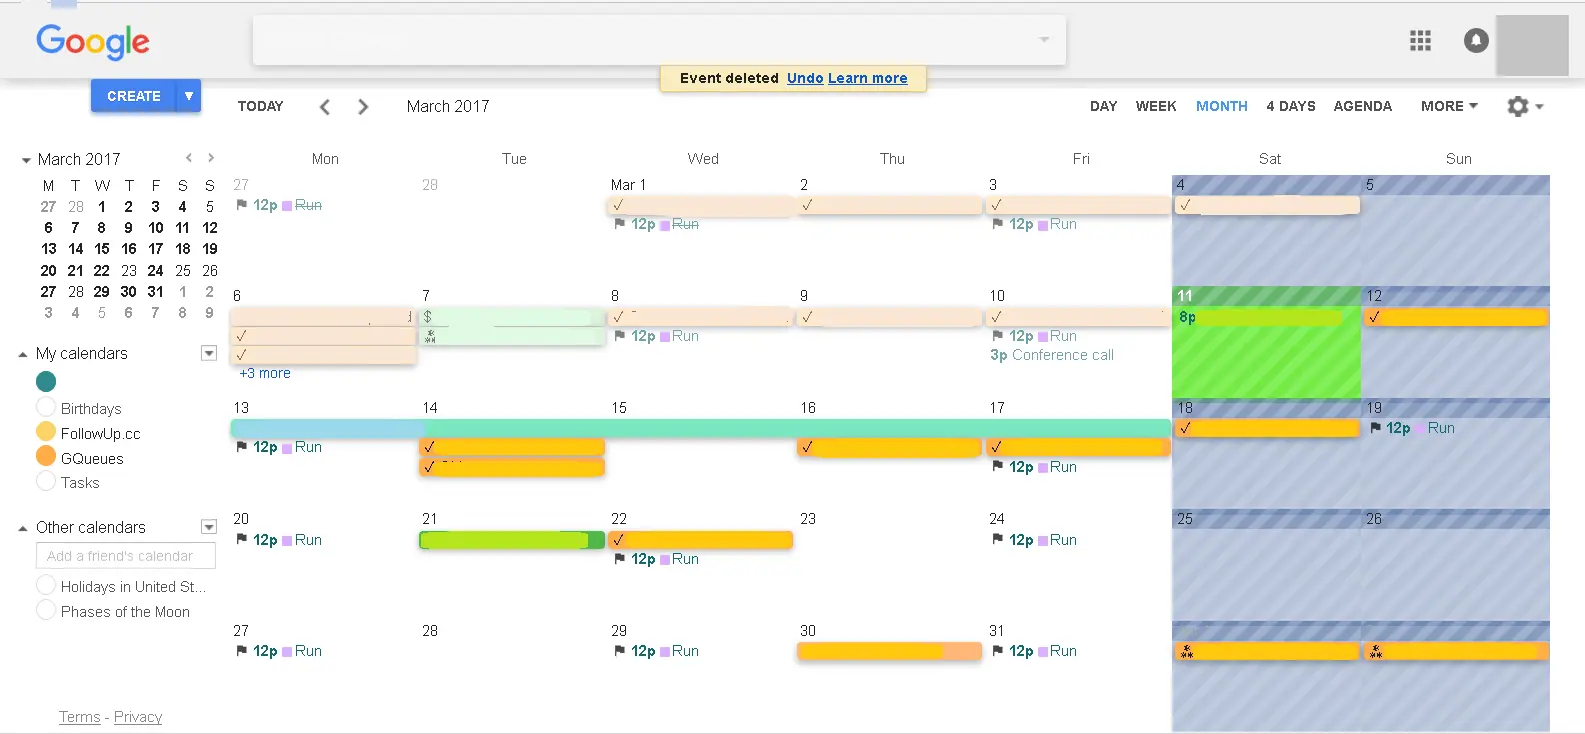 Google
Event deleted Undo Learn more
CREATE
TODAY March 2017 DAY WEEK MONTH 4 DAYS AGENDA MORE
March 2017
M T W T F S S
27 28 1 2 3 4 5
6 7 8 9 10 11 12
13 14 15 16 17 18 19
20 21 22 23 24 25 26
27 28 29 30 31 1 2
3 4 5 6 7 8 9
My calendars
Birthdays
FollowUp.cc
GQueues
Tasks
Other calendars
Add a friend's calendar
Holidays in United St...
Phases of the Moon
Terms - Privacy
Mon Tue Wed Thu Fri Sat Sun
27 28 Mar 1 2 3 4 5
12p Run
✓ ✓ ✓ ✓
12p Run 12p Run
6 7 8 9 10 11 12
$ ✓ ✓ ✓ 8p ✓
✓ 12p Run 12p Run
✓ 3p Conference call
+3 more
13 14 15 16 17 18 19
✓ 12p Run
12p Run ✓ ✓ ✓
✓ 12p Run
20 21 22 23 24 25 26
12p Run ✓ 12p Run
12p Run
27 28 29 30 31
12p Run 12p Run 12p Run